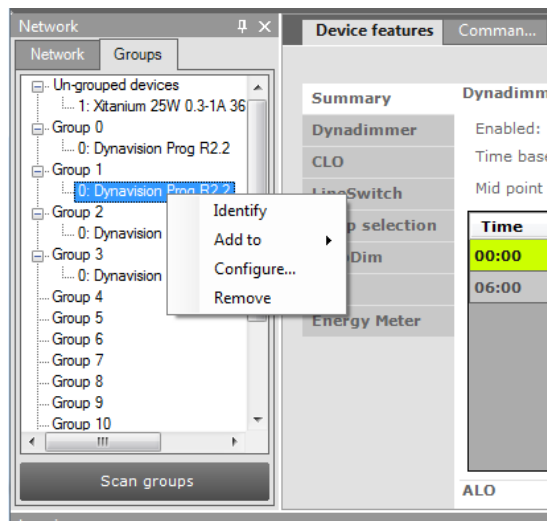 Network
Network Groups
Un-grouped devices
1: Xitanium 25W 0.3-1A 36
Group 0
0: Dynavision Prog R2.2
Group 1
0: Dynavision Prog R2.2
Group 2
0: Dynavision
Group 3
0: Dynavision
Group 4
Group 5
Group 6
Group 7
Group 8
Group 9
Group 10
Scan groups
Identify
Add to
Configure...
Remove
Device features Comman...
Summary
Dynadimmer
CLO
LineSwitch
selection
Dim
Energy Meter
Enabled:
Mid point
Time
00:00
06:00
ALO